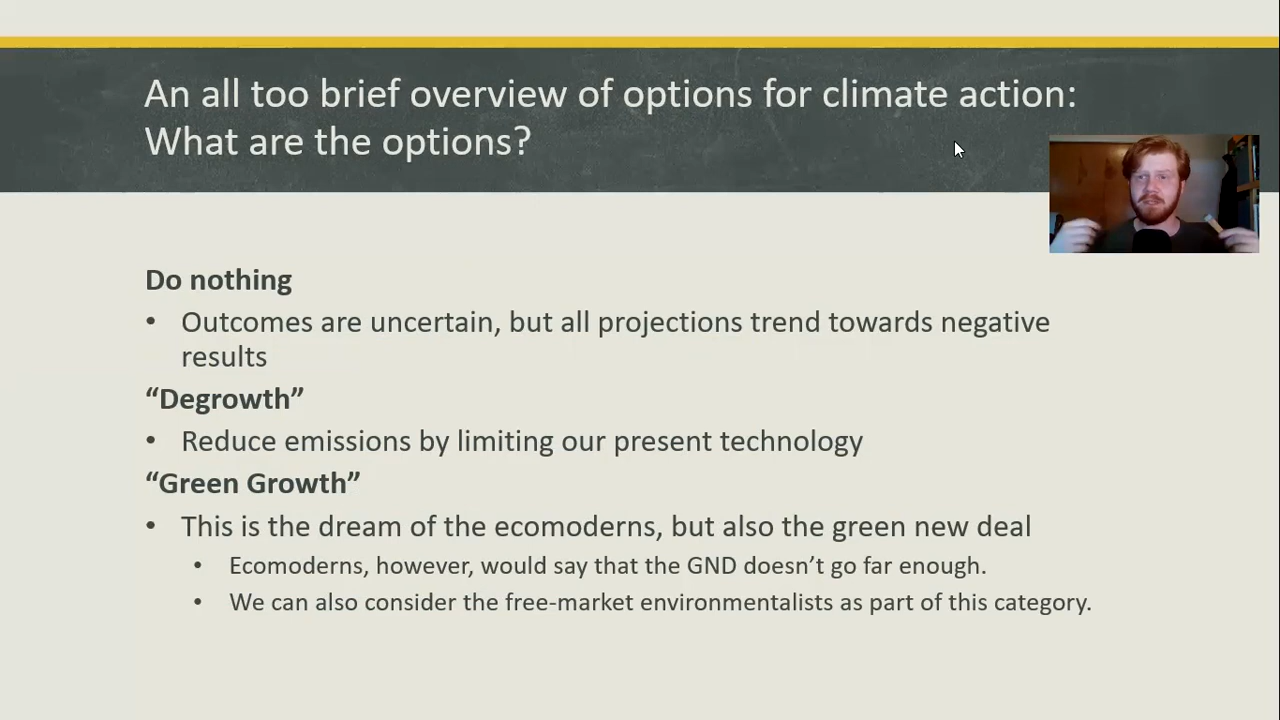 An all too brief overview of options for climate action:
What are the options?
Do nothing
• Outcomes are uncertain, but all projections trend towards negative
results
“Degrowth”
• Reduce emissions by limiting our present technology
“Green Growth”
• This is the dream of the ecomoderns, but also the green new deal
• Ecomoderns, however, would say that the GND doesn’t go far enough.
• We can also consider the free-market environmentalists as part of this category.